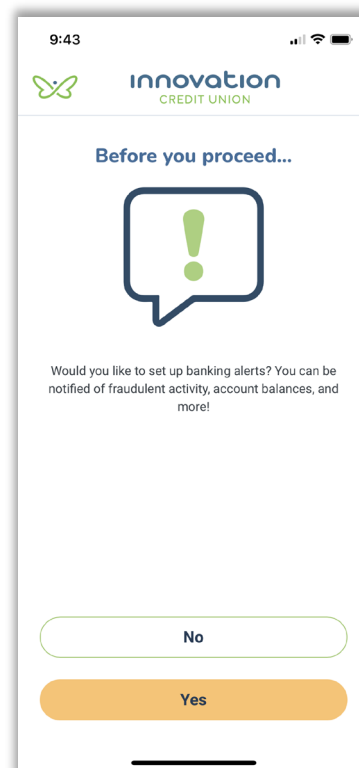 9:43
innovation
CREDIT UNION
Before you proceed...
!
Would you like to set up banking alerts? You can be
notified of fraudulent activity, account balances, and
more!
No
Yes